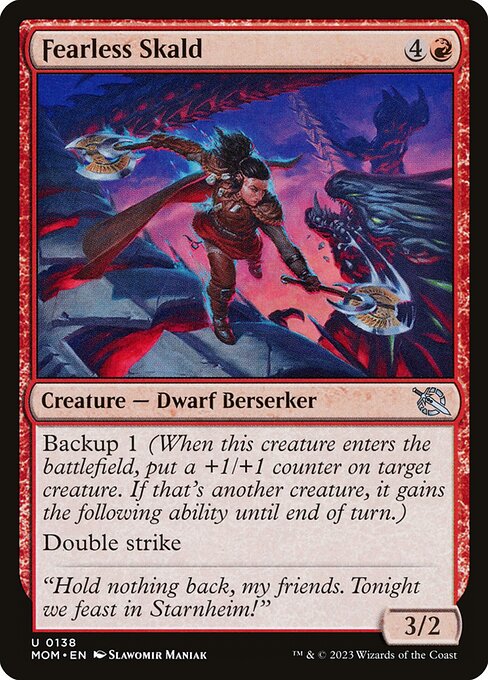 Fearless Skald 4
Creature — Dwarf Berserker
Backup 1 (When this creature enters the
battlefield, put a +1/+1 counter on target
creature. If that's another creature, it gains
the following ability until end of turn.)
Double strike
“Hold nothing back, my friends. Tonight
we feast in Starnheim!”
3/2
U 0138
MOM • EN Slawomir Maniak ™ & © 2023 Wizards of the Coast